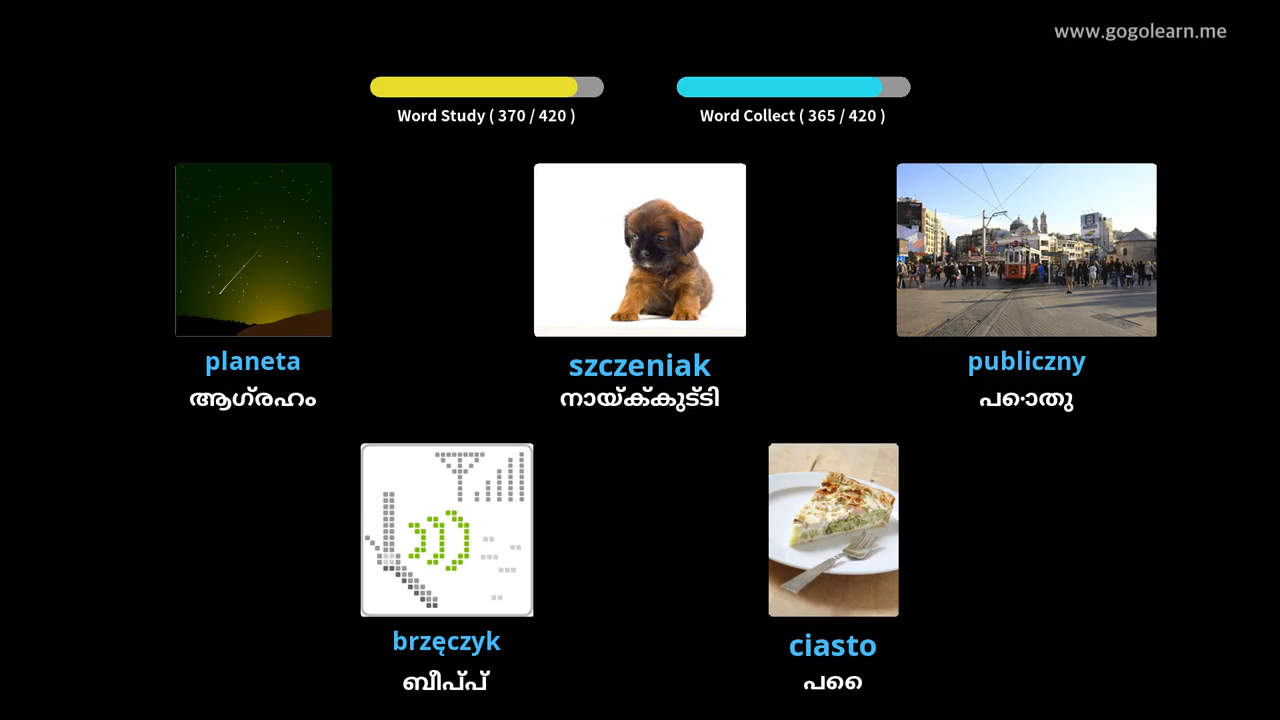 www.gogolearn.me
Word Study ( 370 / 420 )
Word Collect ( 365 / 420 )
planeta
ആഗ്രഹം
szczeniak
നായ്ക്കുട്ടി
publiczny
പൊതു
brzęczyk
ബീപ്പ്
ciasto
പൈ